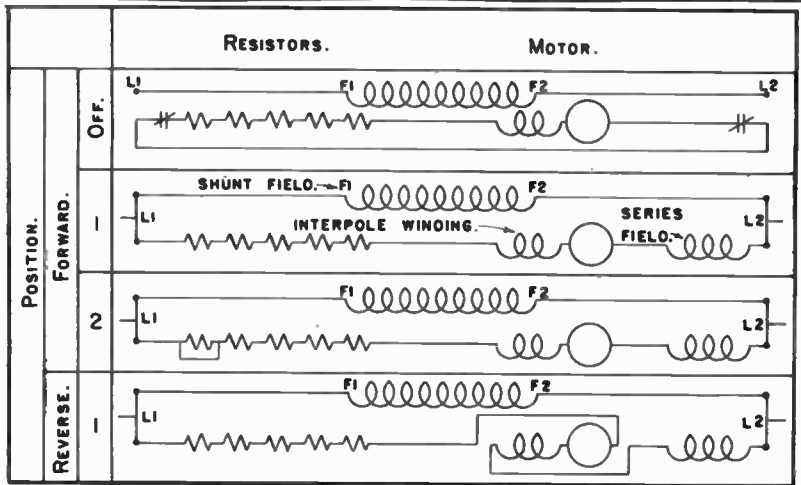 RESISTORS. MOTOR.
POSITION.
FORWARD.
OFF.
L1 F1 F2 L2
1
SHUNT FIELD. F1 F2
L1 INTERPOLE WINDING. SERIES FIELD. L2
2
F1 F2
L1 L2
REVERSE.
1
F1 F2
L1 L2